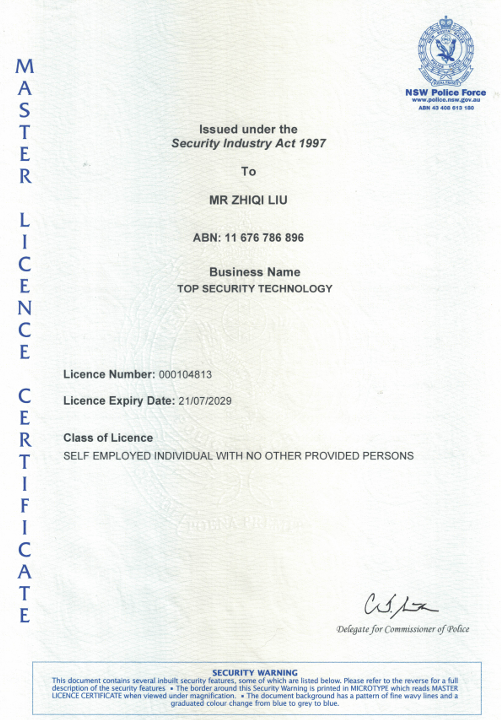 MASTER LICENCE CERTIFICATE
NSW Police Force
www.police.nsw.gov.au
ABN 43 408 613 180
Issued under the
Security Industry Act 1997
To
MR ZHIQI LIU
ABN: 11 676 786 896
Business Name
TOP SECURITY TECHNOLOGY
Licence Number: 000104813
Licence Expiry Date: 21/07/2029
Class of Licence
SELF EMPLOYED INDIVIDUAL WITH NO OTHER PROVIDED PERSONS
Delegate for Commissioner of Police
SECURITY WARNING
This document contains several inbuilt security features, some of which are listed below. Please refer to the reverse for a full
description of the security features • The border around this Security Warning is printed in MICROTYPE which reads MASTER
LICENCE CERTIFICATE when viewed under magnification. • The document background has a pattern of fine wavy lines and a
graduated colour change from blue to grey to blue.